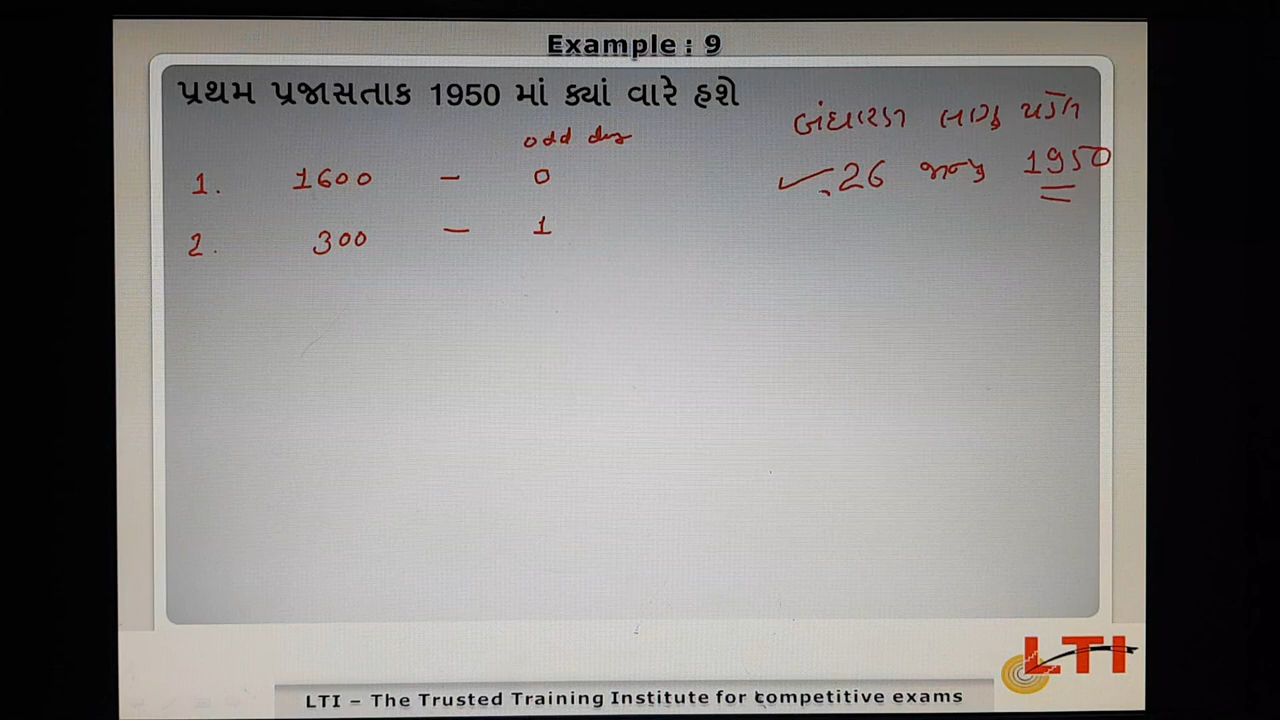 Example : 9
પ્રથમ પ્રજાસતાક 1950 માં ક્યાં વારે હશે
બંધારણ લાગુ
26 જાન્યુ 1950
odd day
1. 1600 - 0
2. 300 - 1
LTI
LTI – The Trusted Training Institute for competitive exams